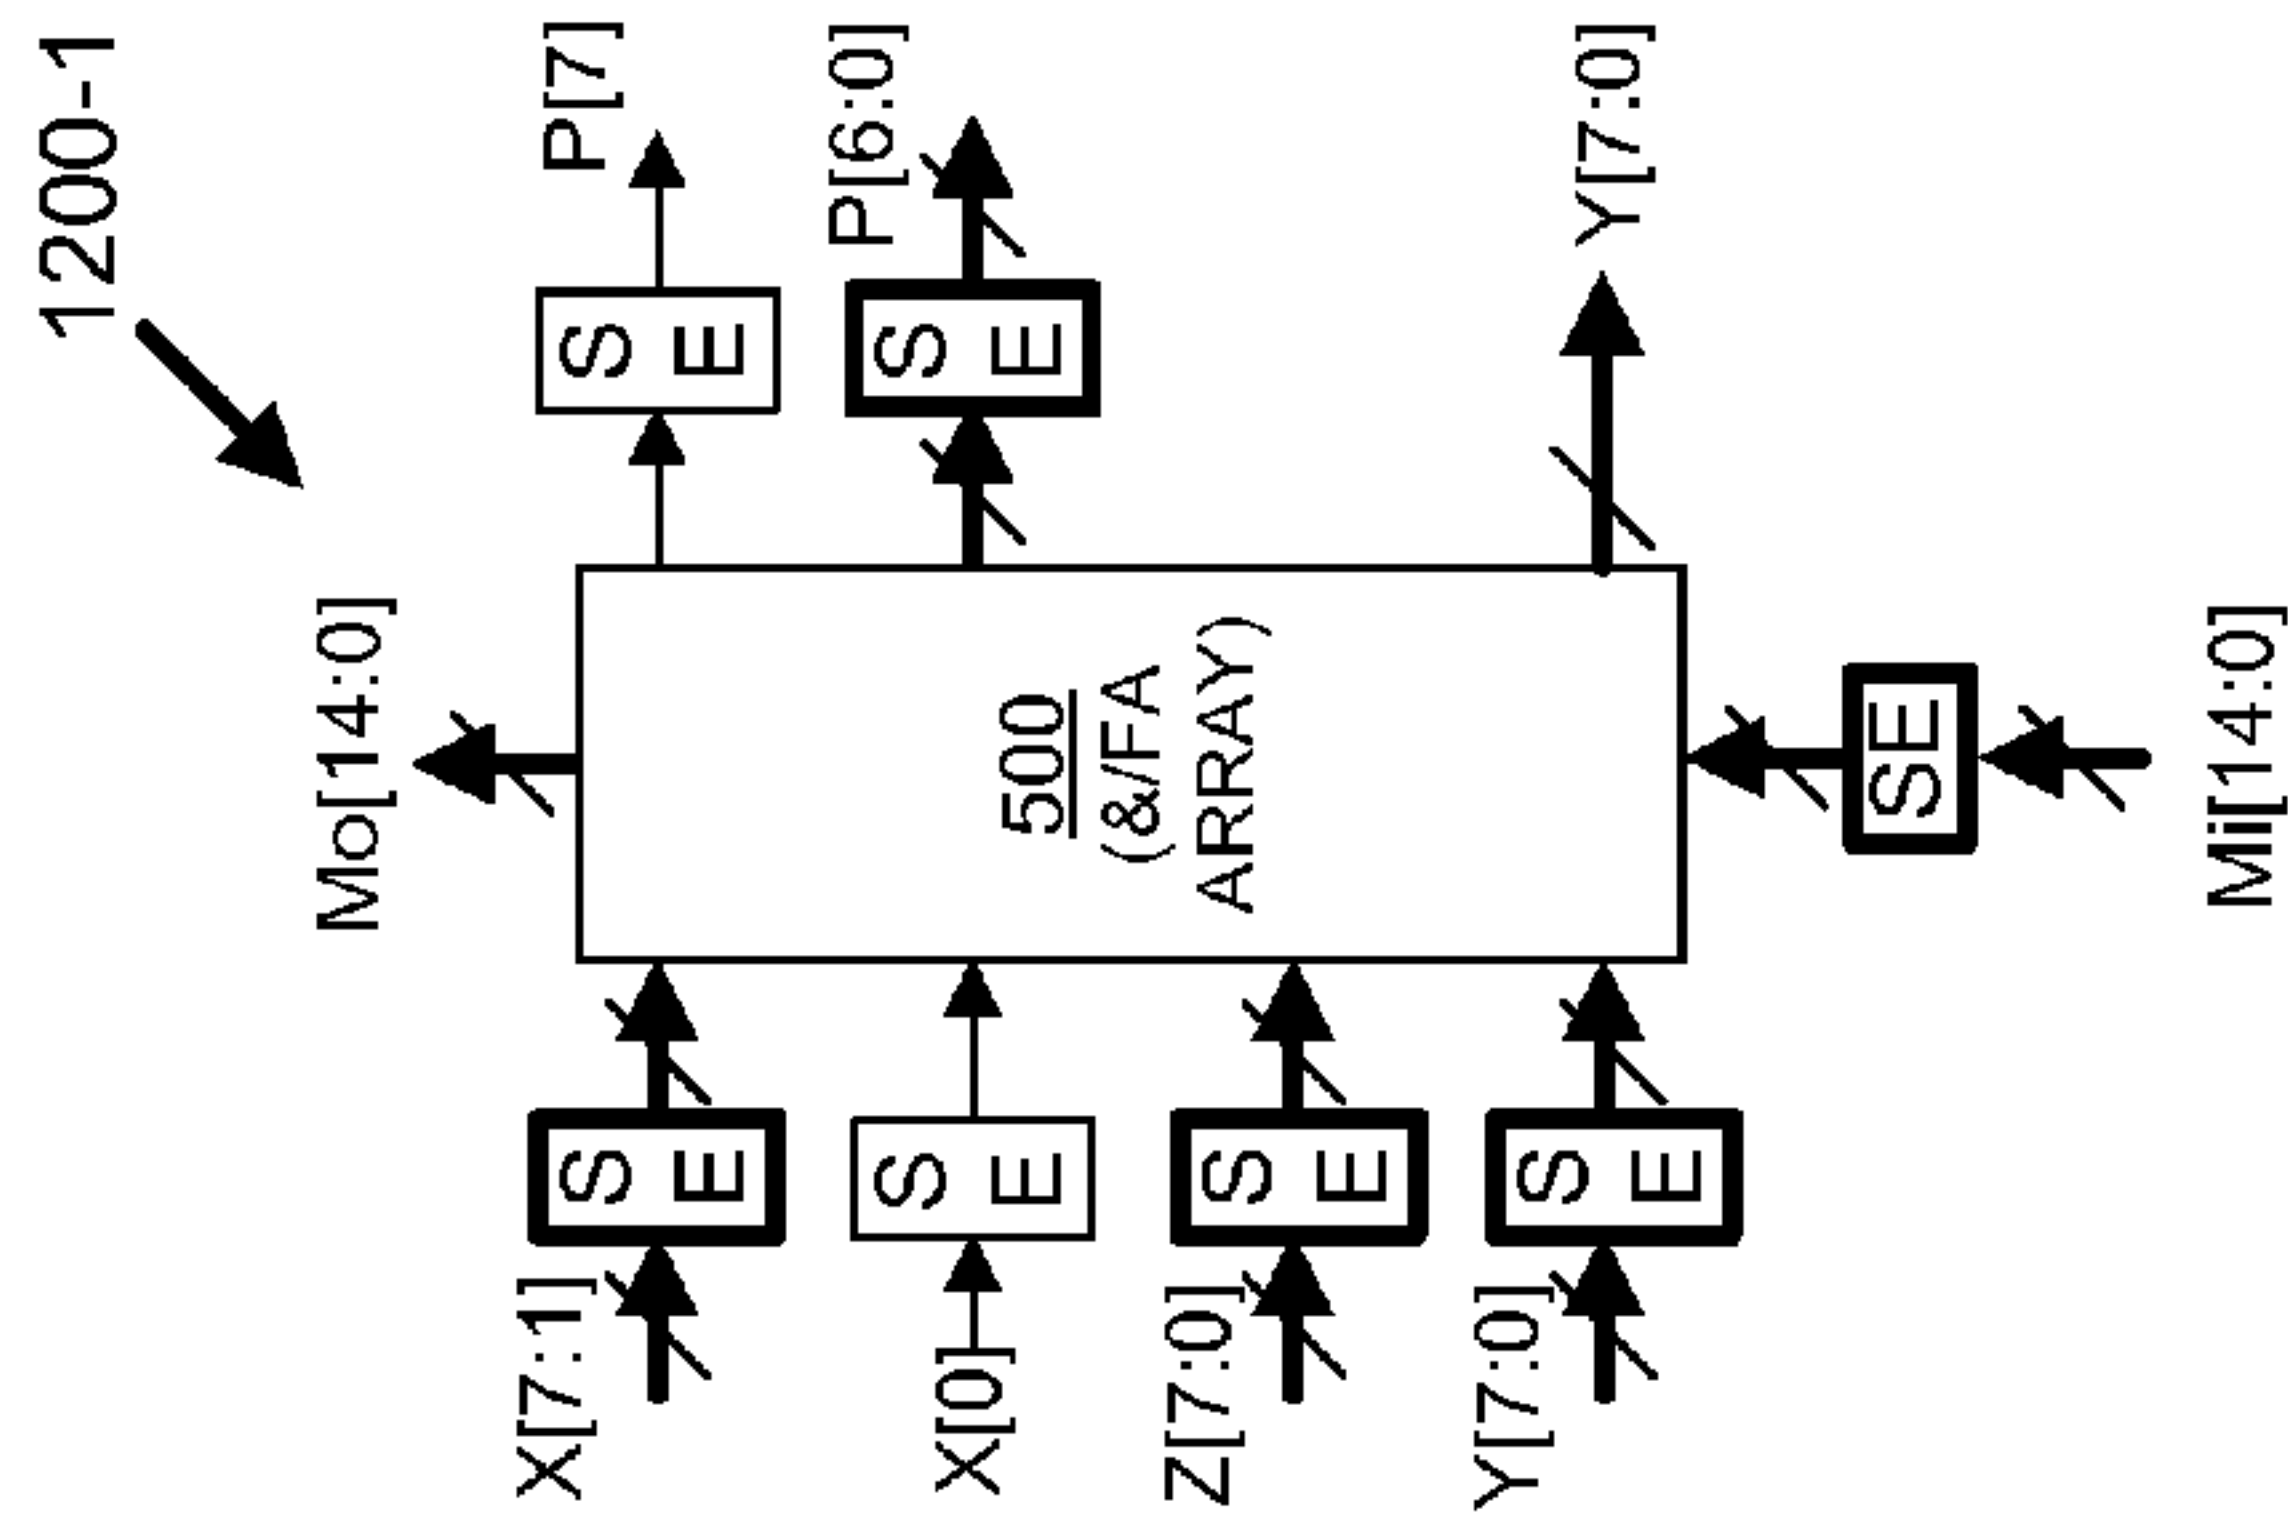 1200-1
Mo[14:0]
X[7:1]
S
E
S
E
P[7]
X[0]
S
E
S
E
P[6:0]
500
(&/FA
ARRAY)
Z[7:0]
S
E
Y[7:0]
S
E
Y[7:0]
SE
Mi[14:0]